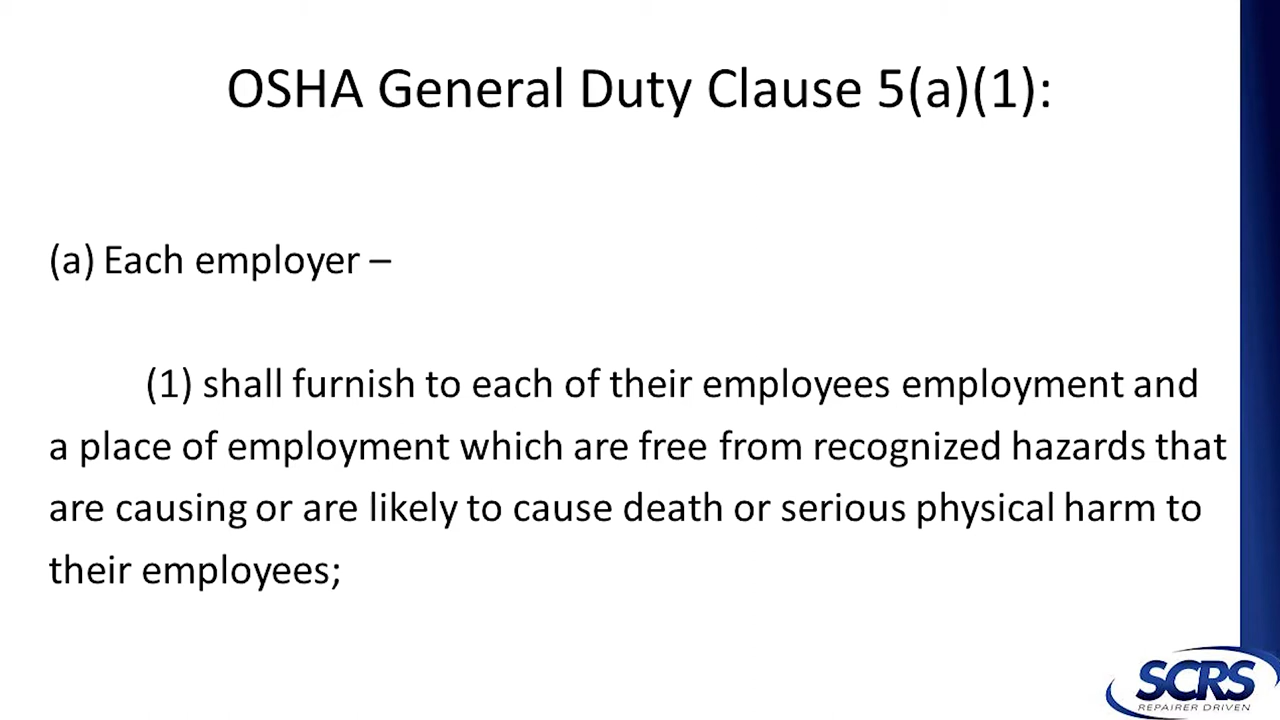 OSHA General Duty Clause 5(a)(1):
(a) Each employer –
(1) shall furnish to each of their employees employment and
a place of employment which are free from recognized hazards that
are causing or are likely to cause death or serious physical harm to
their employees;
SCRS
REPAIRER DRIVEN